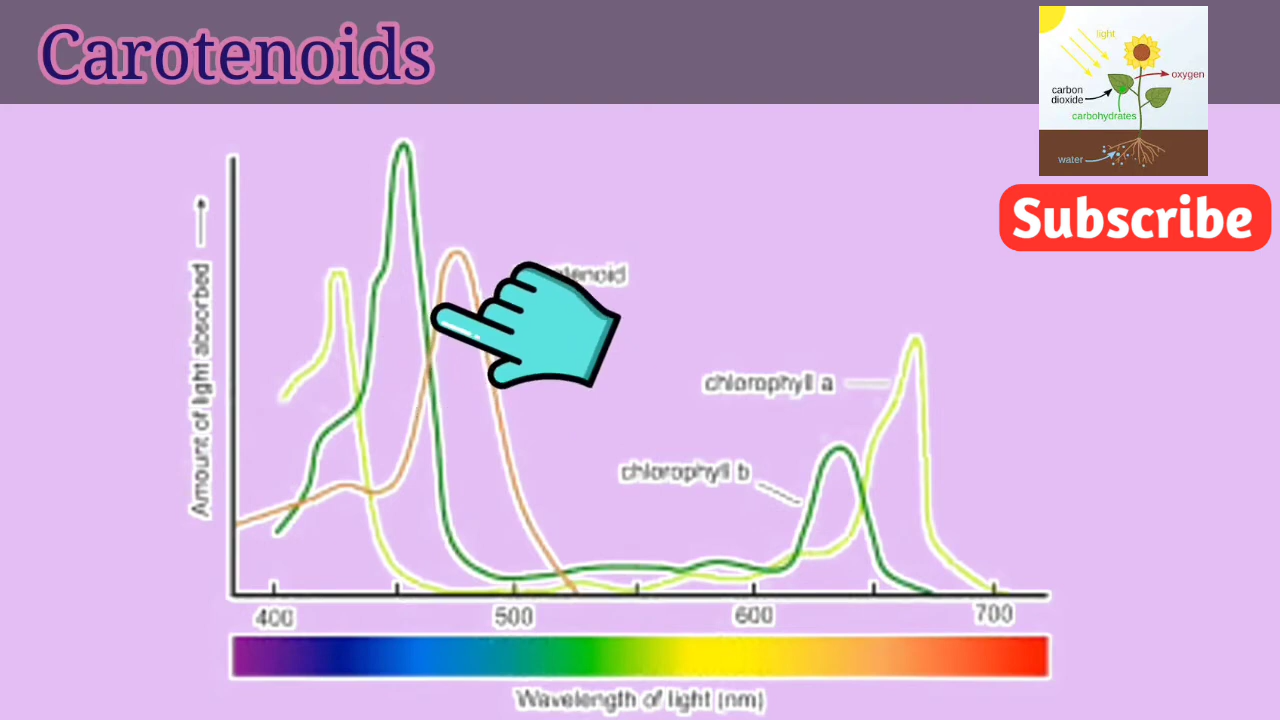 Carotenoids
light
oxygen
carbon
dioxide
carbohydrates
water
Subscribe
Amount of light absorbed
chlorophyll a
chlorophyll b
400 500 600 700
Wavelength of light (nm)